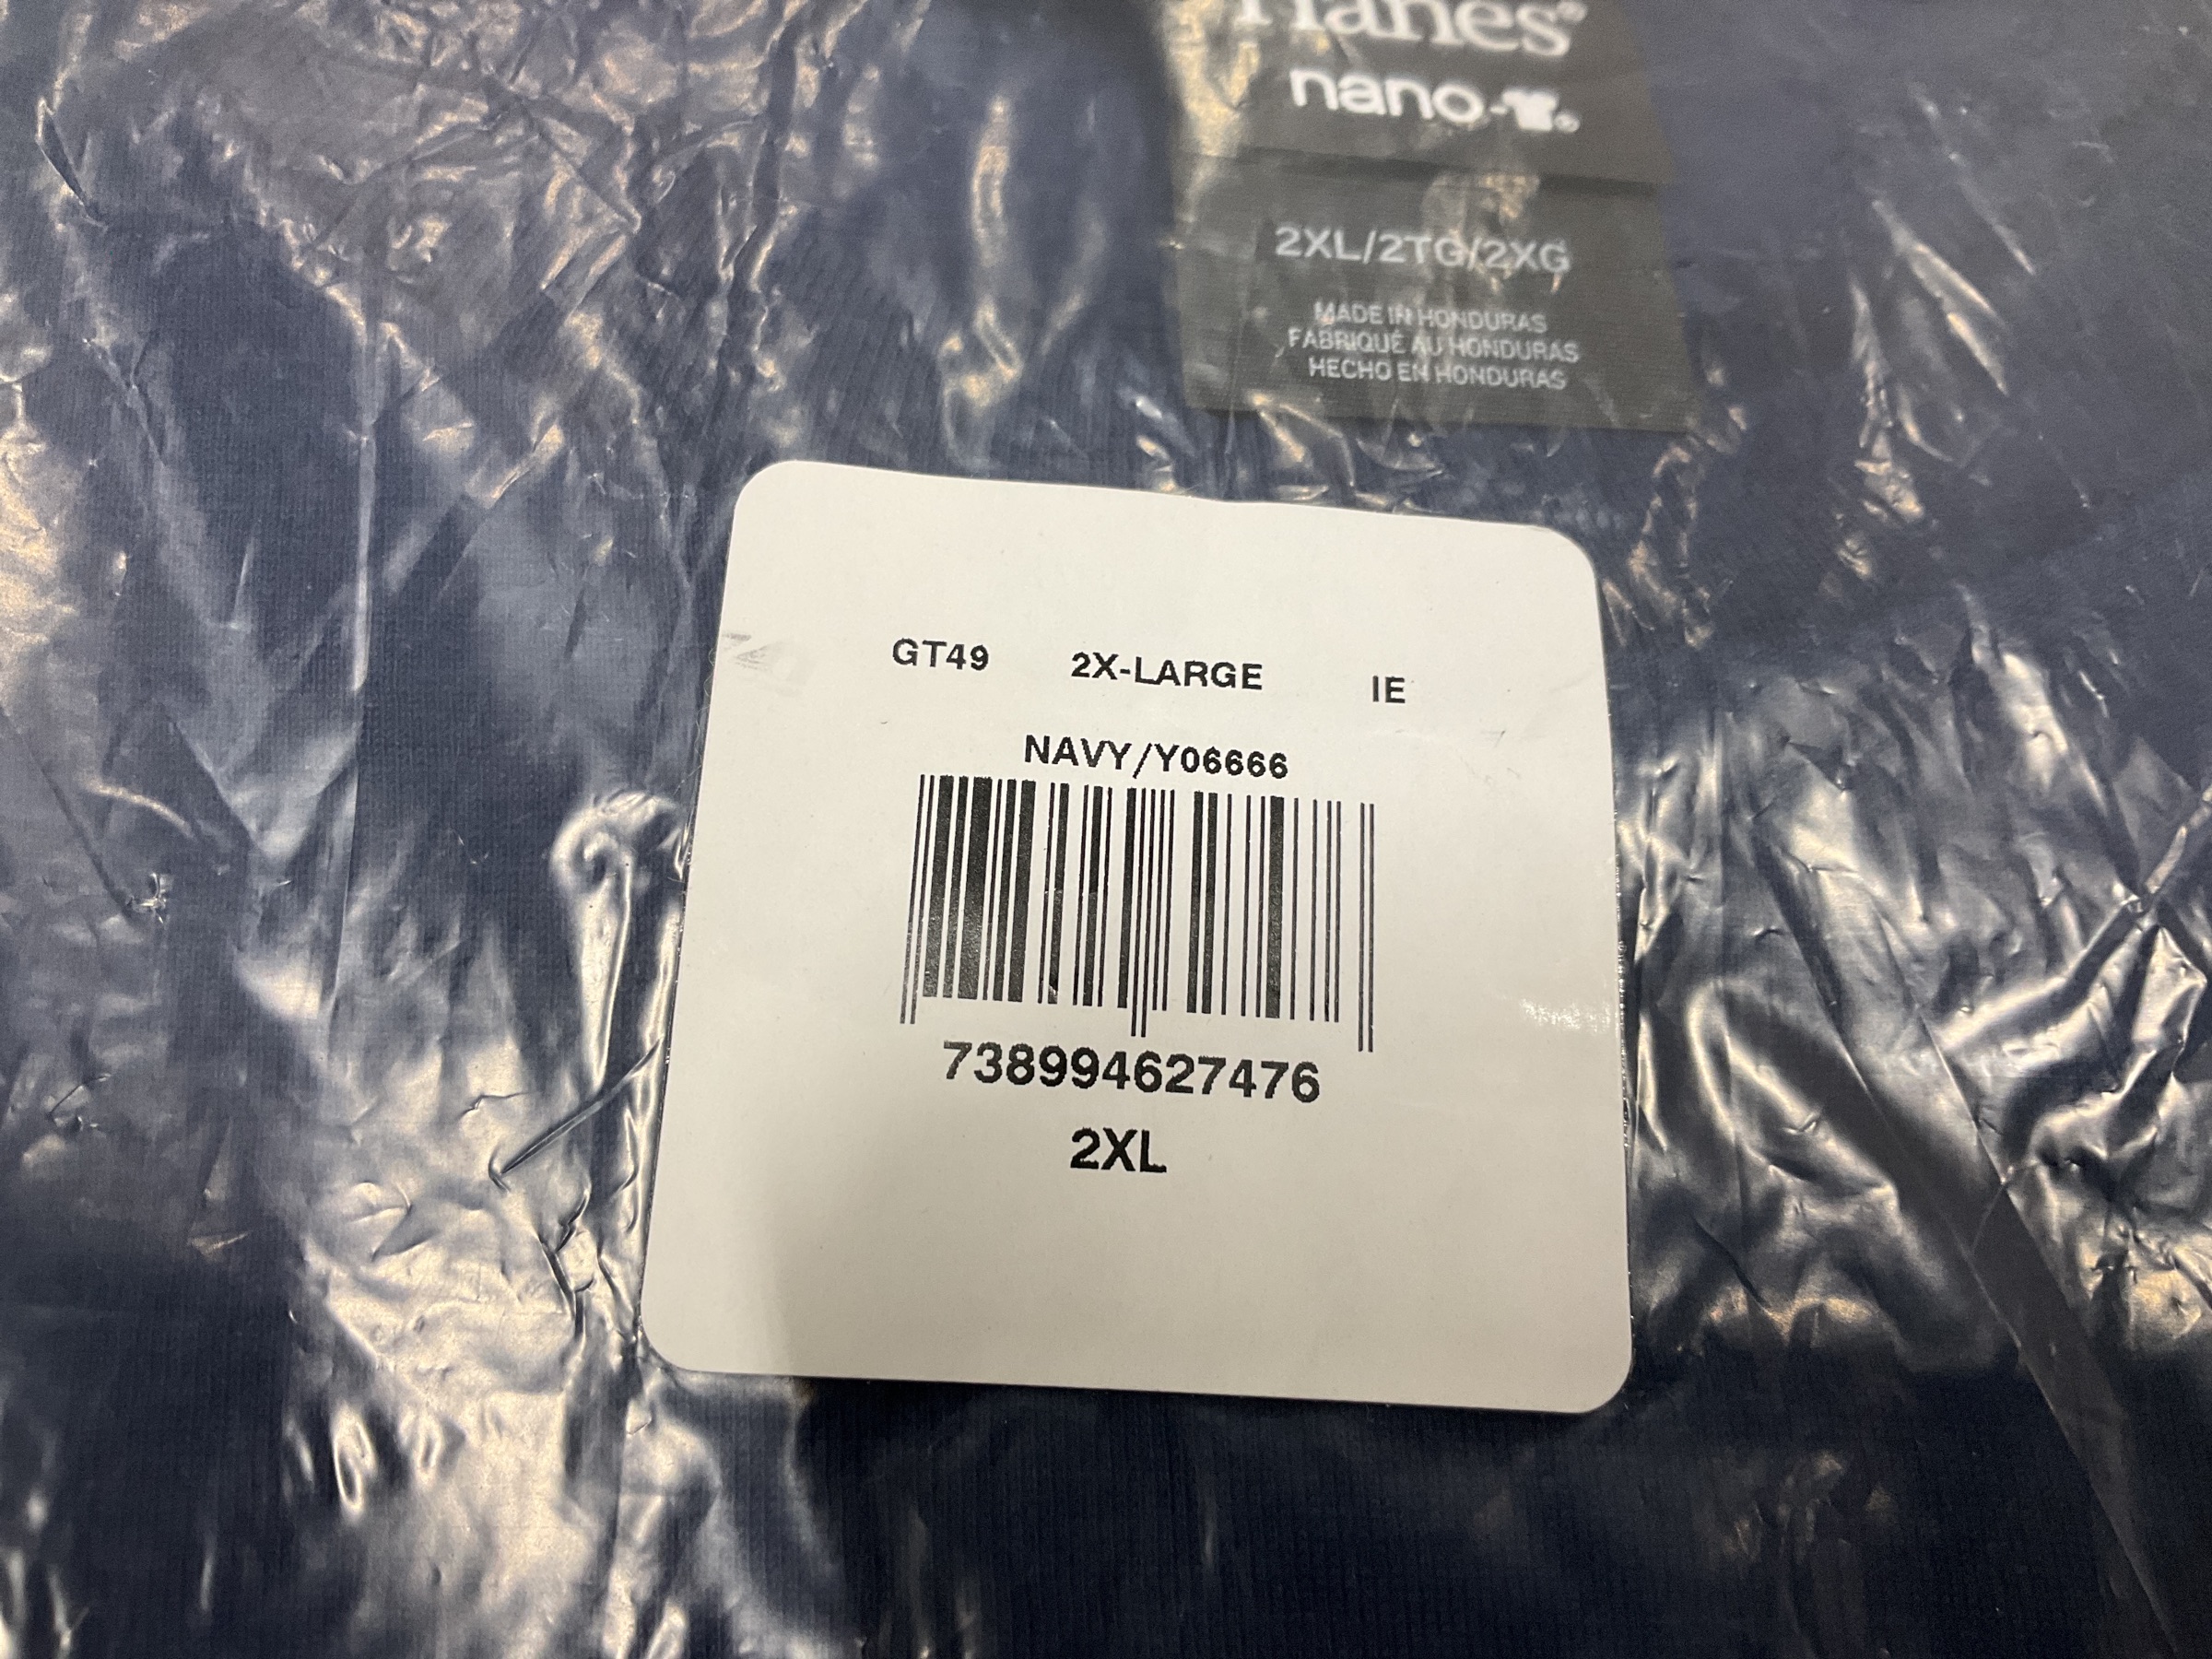 Hanes®
nano-
2XL/2TG/2XG
MADE IN HONDURAS
FABRIQUÉ AU HONDURAS
HECHO EN HONDURAS
GT49 2X-LARGE IE
NAVY/Y06666
738994627476
2XL